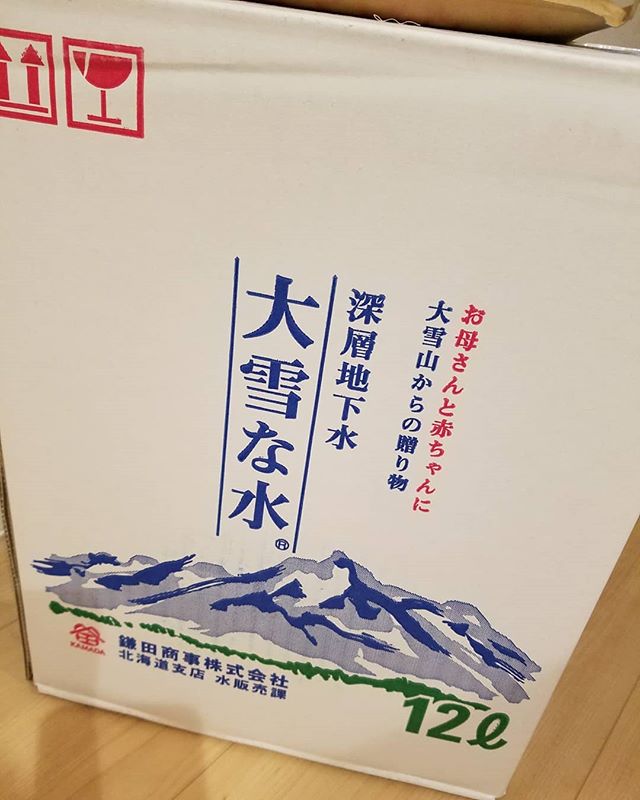 お母さんと赤ちゃんに
大雪山からの贈り物
深層地下水
大雪な水®
KAMADA
鎌田商事株式会社
北海道支店 水販売課
12ℓ